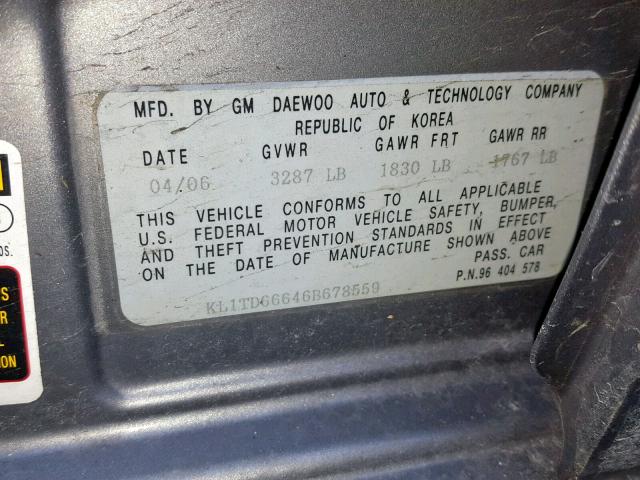 MFD. BY GM DAEWOO AUTO & TECHNOLOGY COMPANY
REPUBLIC OF KOREA
DATE GVWR GAWR FRT GAWR RR
04/06 3287 LB 1830 LB 1767 LB
THIS VEHICLE CONFORMS TO ALL APPLICABLE
U.S. FEDERAL MOTOR VEHICLE SAFETY, BUMPER,
AND THEFT PREVENTION STANDARDS IN EFFECT
ON THE DATE OF MANUFACTURE SHOWN ABOVE
PASS. CAR
P.N.96 404 578
KL1TD66646B678559